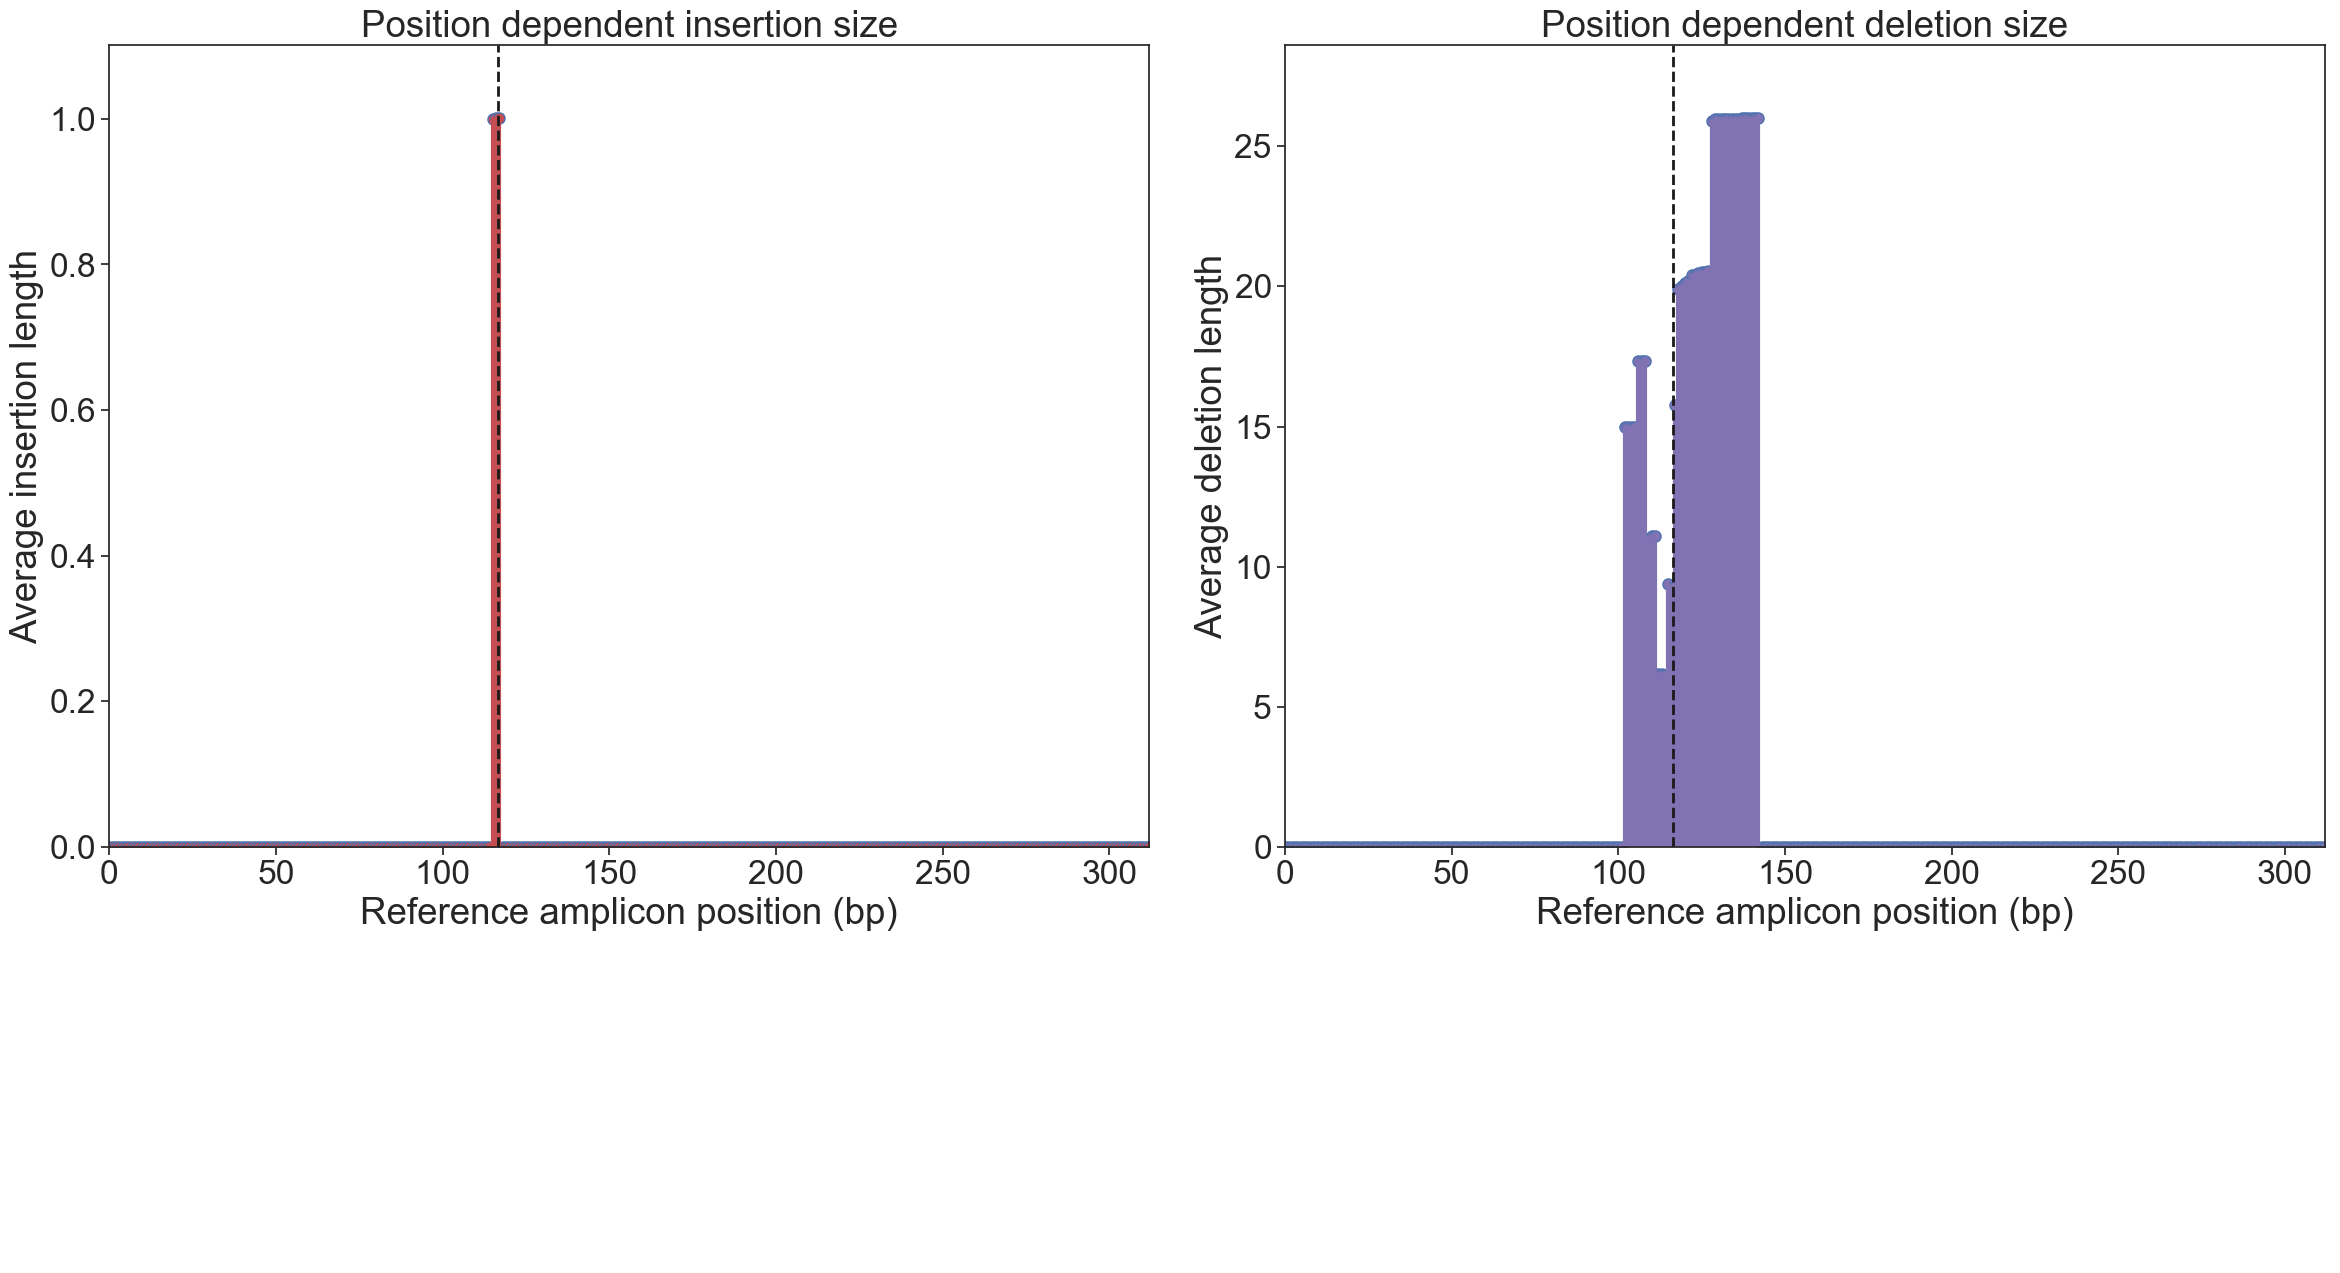 Position dependent insertion size
Average insertion length
1.0
0.8
0.6
0.4
0.2
0.0
0 50 100 150 200 250 300
Reference amplicon position (bp)
Position dependent deletion size
Average deletion length
25
20
15
10
5
0
0 50 100 150 200 250 300
Reference amplicon position (bp)